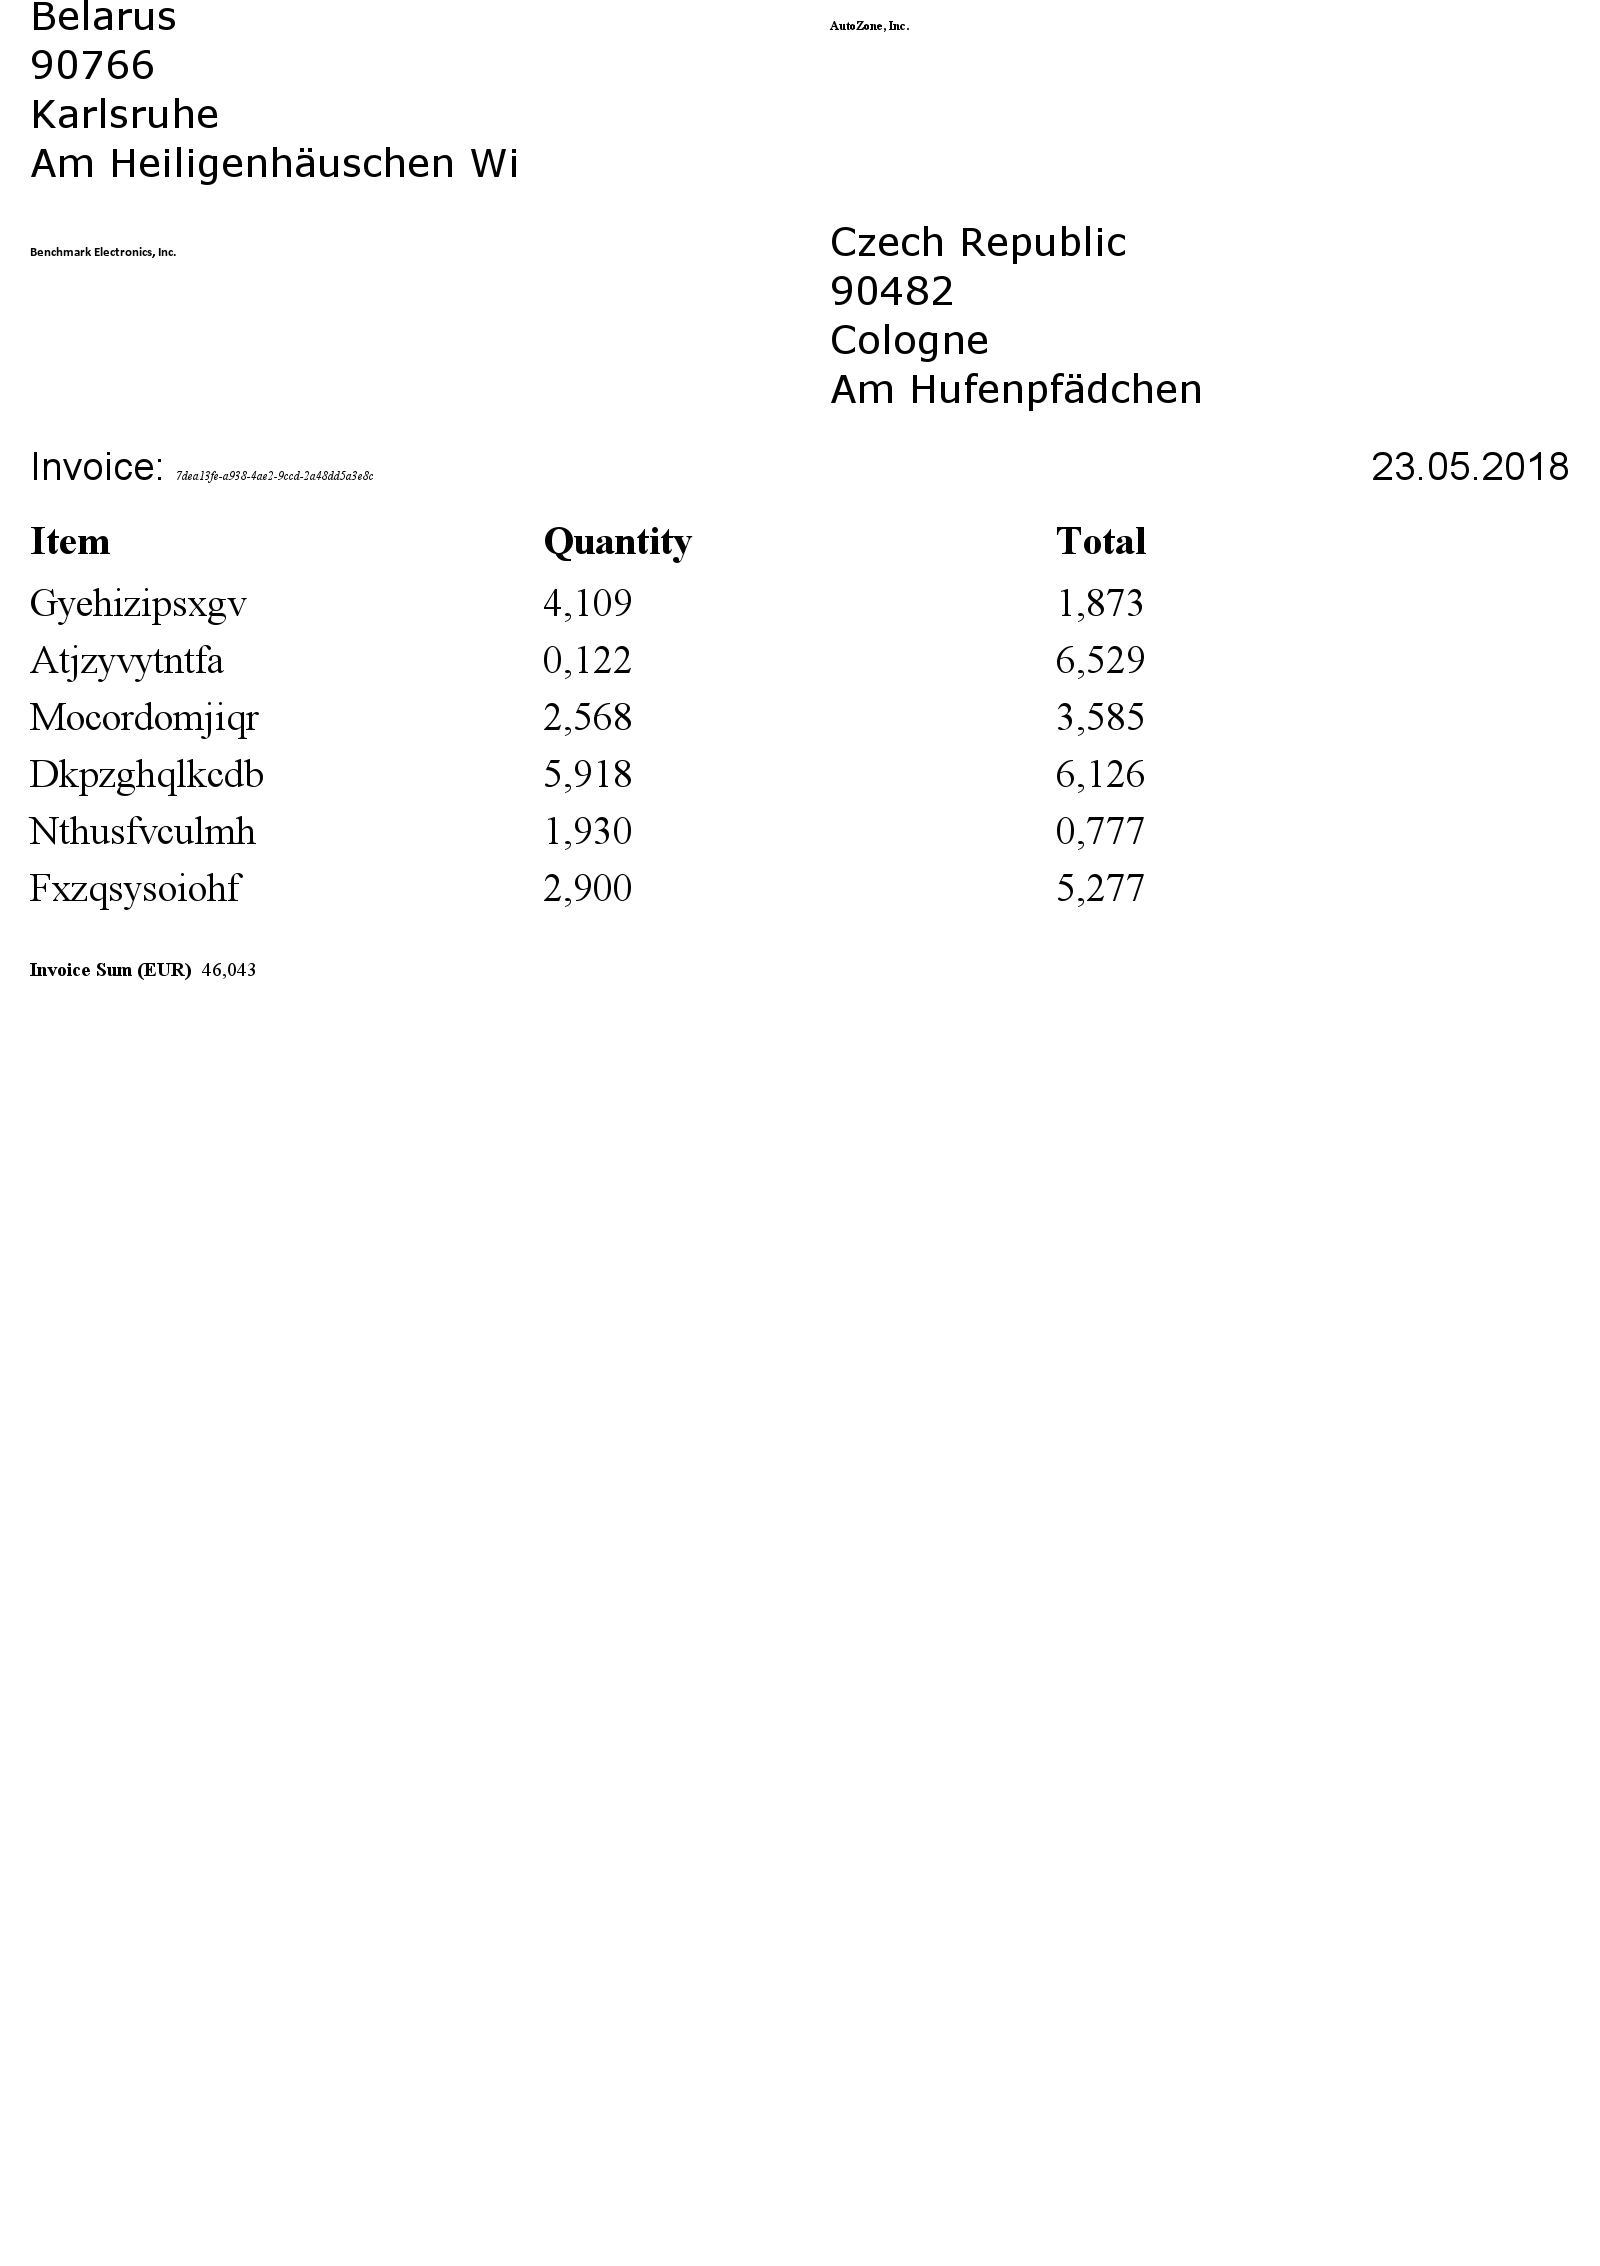 Belarus
90766
Karlsruhe
Am Heiligenhäuschen Wi
AutoZone, Inc.
Benchmark Electronics, Inc.
Czech Republic
90482
Cologne
Am Hufenpfädchen
Invoice: 7dea13fe-a938-4ae2-9ccd-2a48dd5a3e8c 23.05.2018
Item Quantity Total
Gyehizipsxgv 4,109 1,873
Atjzyvytntfa 0,122 6,529
Mocordomjiqr 2,568 3,585
Dkpzghqlkcdb 5,918 6,126
Nthusfvculmh 1,930 0,777
Fxzqsysoiohf 2,900 5,277
Invoice Sum (EUR) 46,043